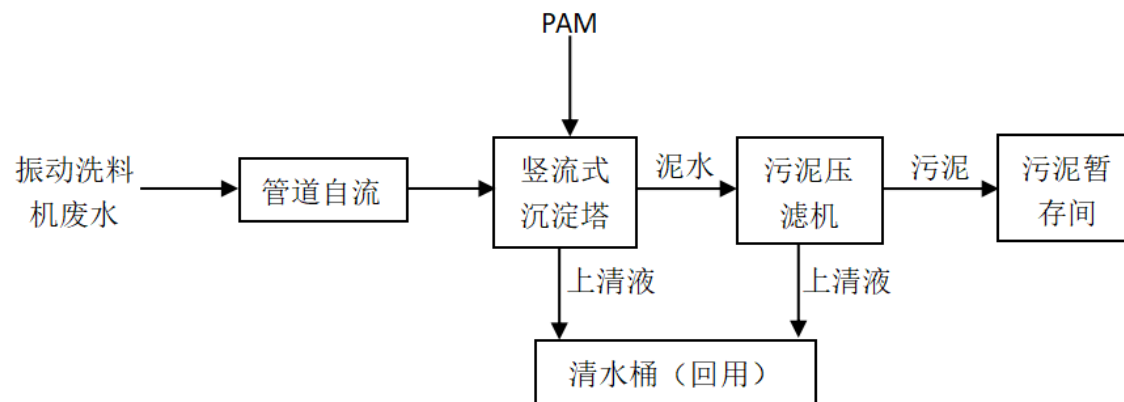 PAM
振动洗料
机废水
管道自流
竖流式
沉淀塔
泥水
污泥压
滤机
污泥
污泥暂
存间
上清液
上清液
清水桶（回用）